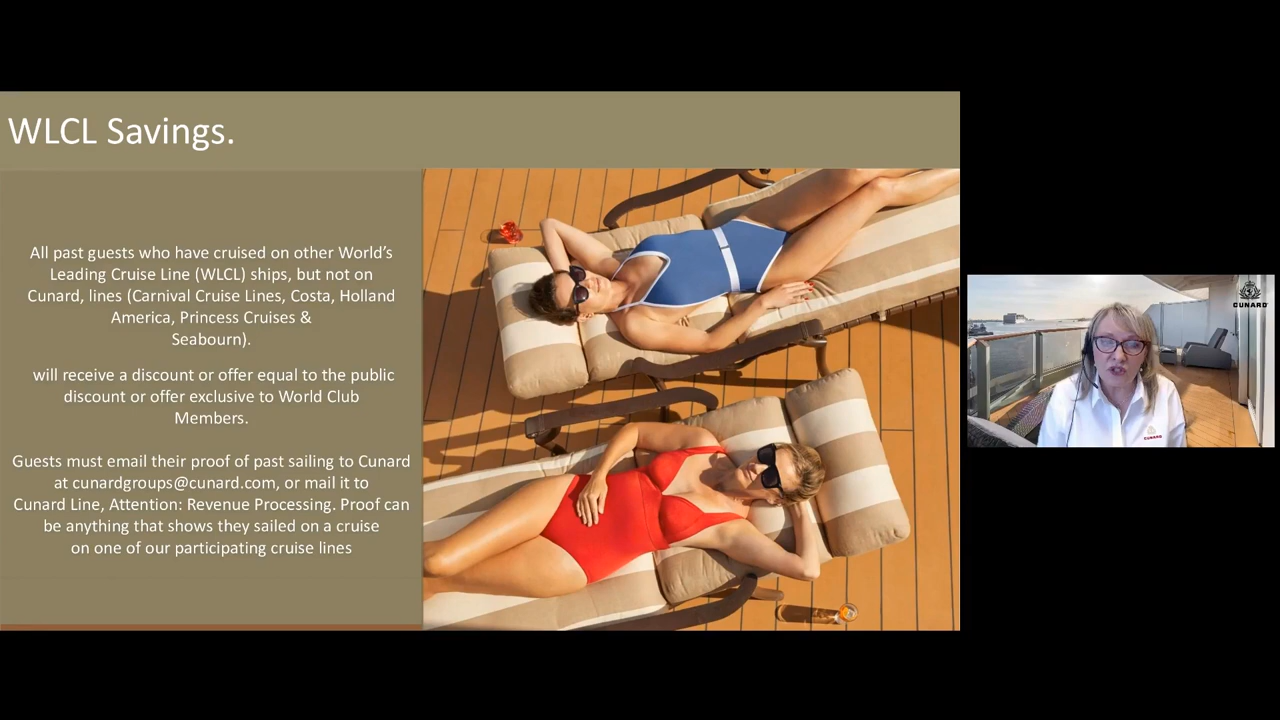 WLCL Savings.
All past guests who have cruised on other World's
Leading Cruise Line (WLCL) ships, but not on
Cunard, lines (Carnival Cruise Lines, Costa, Holland
America, Princess Cruises &
Seabourn).
will receive a discount or offer equal to the public
discount or offer exclusive to World Club
Members.
Guests must email their proof of past sailing to Cunard
at cunardgroups@cunard.com, or mail it to
Cunard Line, Attention: Revenue Processing. Proof can
be anything that shows they sailed on a cruise
on one of our participating cruise lines
CUNARD
CUNARD